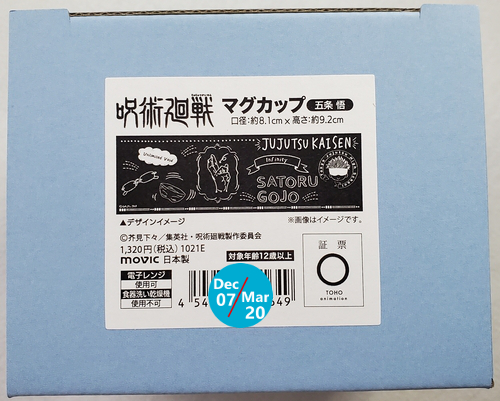 呪術廻戦
マグカップ 五条 悟
口径:約8.1cm x 高さ:約9.2cm
JUJUTSU KAISEN
Unlimited Void
Infinity
SATORU
GOJO
▲デザインイメージ
※画像はイメージです。
©芥見下々／集英社・呪術廻戦製作委員会
1,320円(税込) 1021E
movic 日本製
対象年齢12歳以上
証票
TOHO
animation
電子レンジ
使用可
食器洗い乾燥機
使用不可
Dec
07
Mar
20